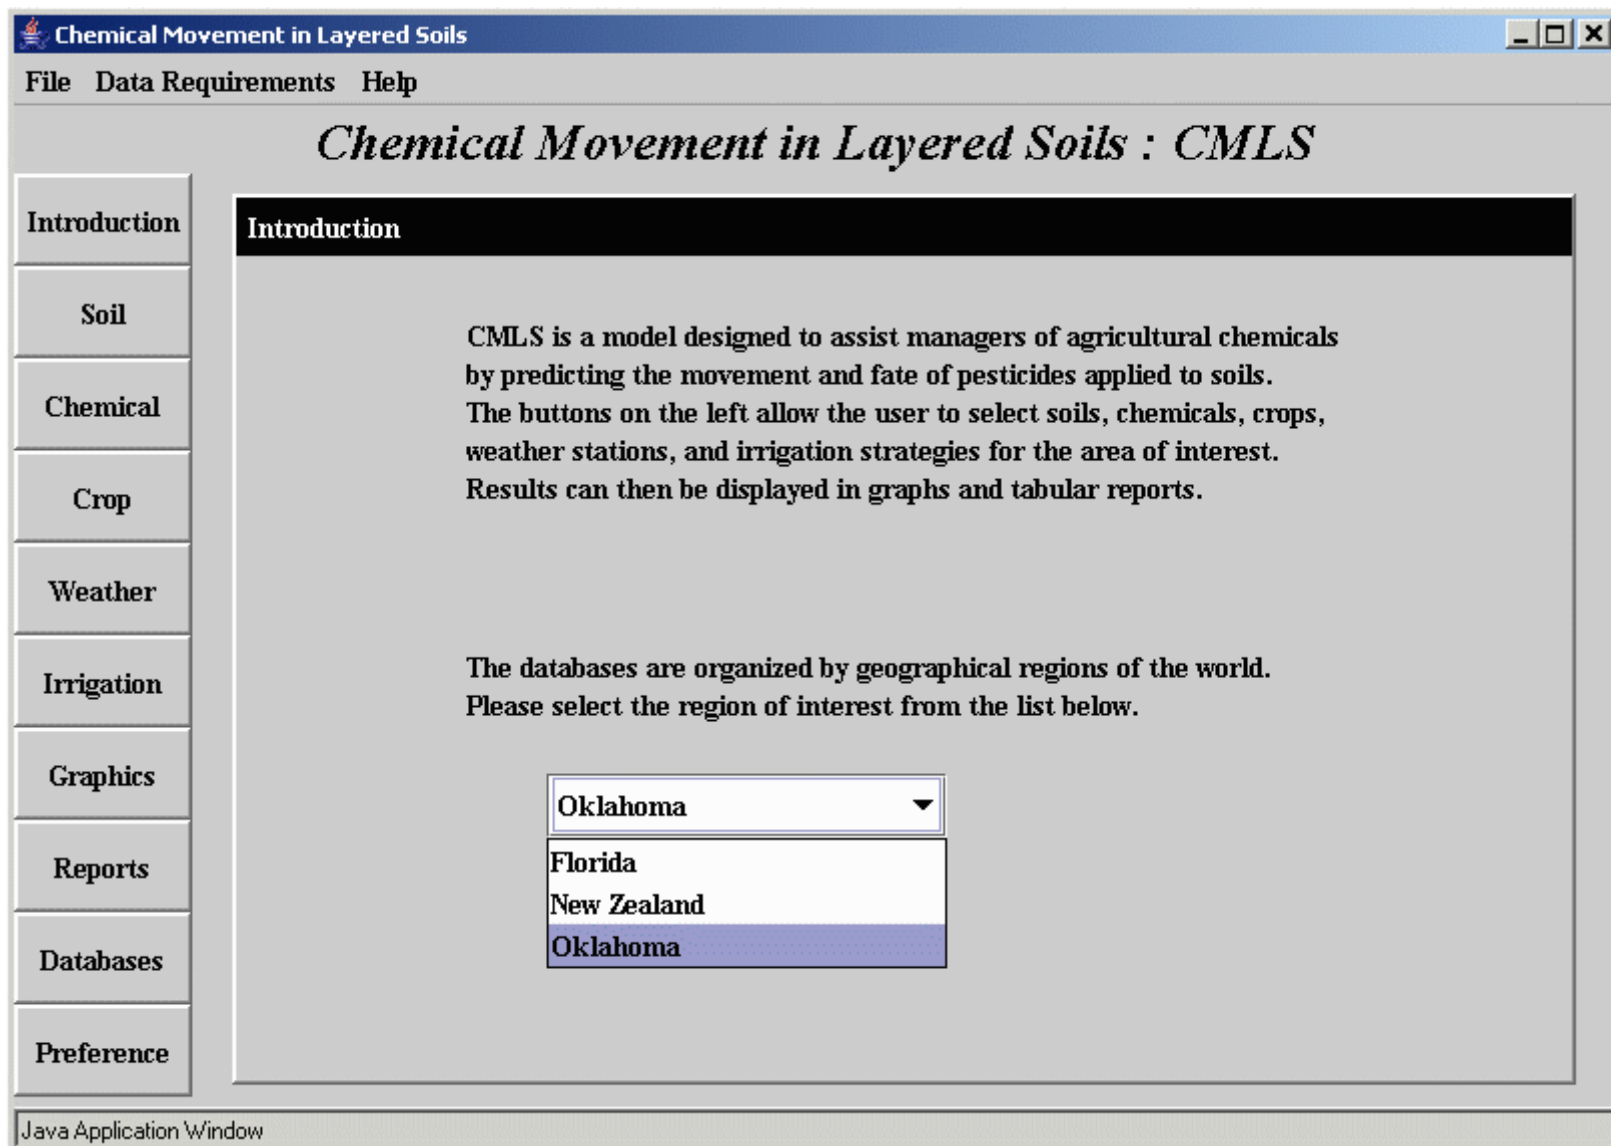 Chemical Movement in Layered Soils
File Data Requirements Help
Chemical Movement in Layered Soils : CMLS
Introduction
Soil
Chemical
Crop
Weather
Irrigation
Graphics
Reports
Databases
Preference
Introduction
CMLS is a model designed to assist managers of agricultural chemicals
by predicting the movement and fate of pesticides applied to soils.
The buttons on the left allow the user to select soils, chemicals, crops,
weather stations, and irrigation strategies for the area of interest.
Results can then be displayed in graphs and tabular reports.
The databases are organized by geographical regions of the world.
Please select the region of interest from the list below.
Oklahoma
Florida
New Zealand
Oklahoma
Java Application Window